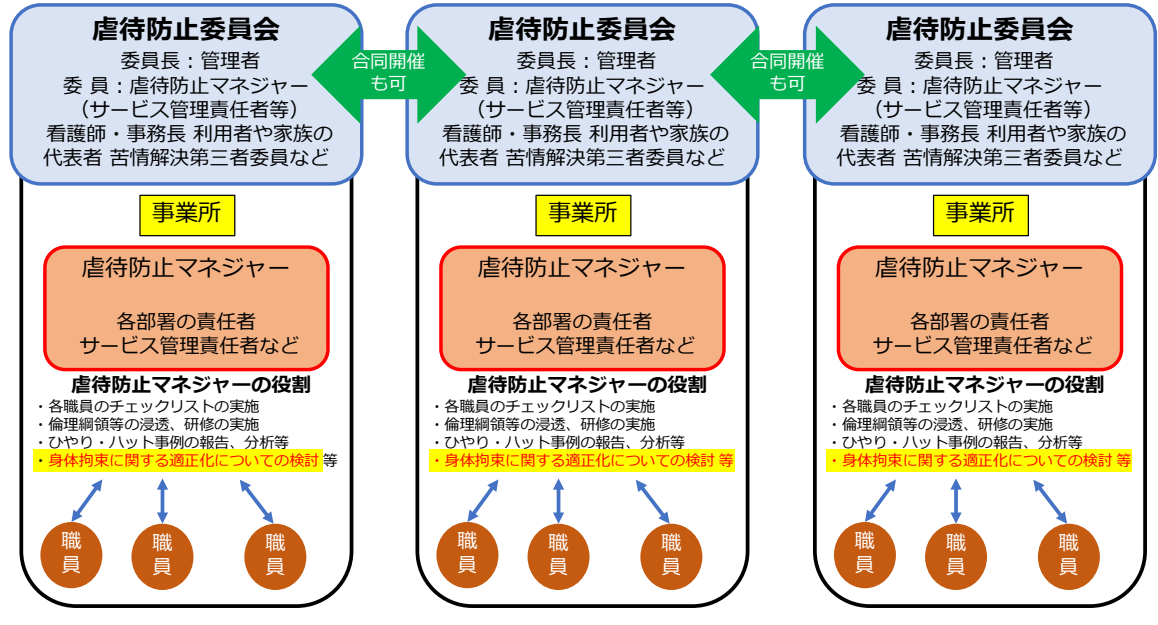 虐待防止委員会
委員長：管理者
委 員：虐待防止マネジャー
（サービス管理責任者等）
看護師・事務長 利用者や家族の
代表者 苦情解決第三者委員など
合同開催
も可
虐待防止委員会
委員長：管理者
委 員：虐待防止マネジャー
（サービス管理責任者等）
看護師・事務長 利用者や家族の
代表者 苦情解決第三者委員など
合同開催
も可
虐待防止委員会
委員長：管理者
委 員：虐待防止マネジャー
（サービス管理責任者等）
看護師・事務長 利用者や家族の
代表者 苦情解決第三者委員など
事業所
虐待防止マネジャー
各部署の責任者
サービス管理責任者など
虐待防止マネジャーの役割
・各職員のチェックリストの実施
・倫理綱領等の浸透、研修の実施
・ひやり・ハット事例の報告、分析等
・身体拘束に関する適正化についての検討 等
職員
職員
職員
事業所
虐待防止マネジャー
各部署の責任者
サービス管理責任者など
虐待防止マネジャーの役割
・各職員のチェックリストの実施
・倫理綱領等の浸透、研修の実施
・ひやり・ハット事例の報告、分析等
・身体拘束に関する適正化についての検討 等
職員
職員
職員
事業所
虐待防止マネジャー
各部署の責任者
サービス管理責任者など
虐待防止マネジャーの役割
・各職員のチェックリストの実施
・倫理綱領等の浸透、研修の実施
・ひやり・ハット事例の報告、分析等
・身体拘束に関する適正化についての検討 等
職員
職員
職員